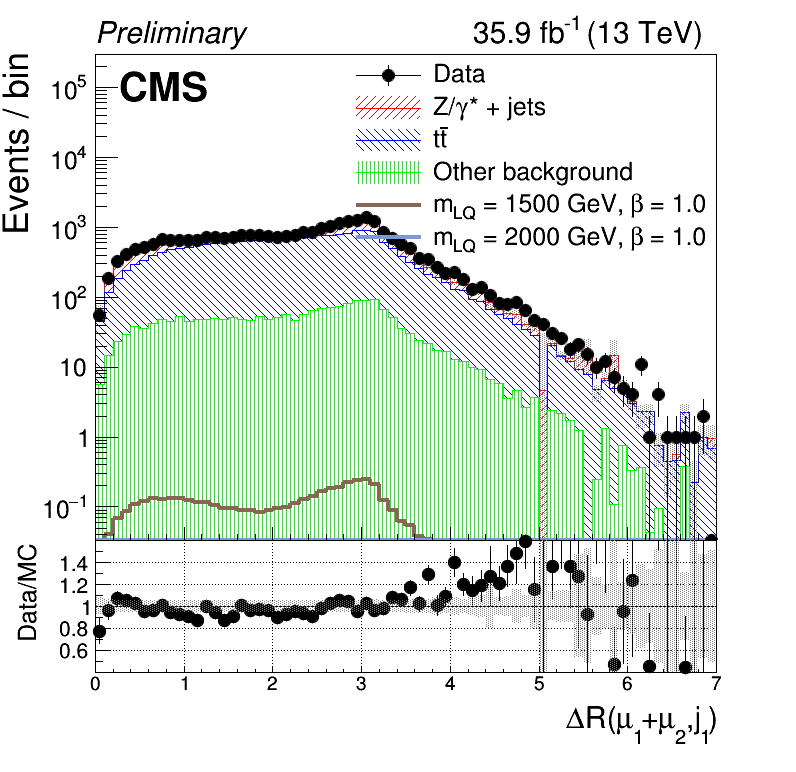 Preliminary 35.9 fb⁻¹ (13 TeV)
CMS
Data
Z/γ* + jets
tt̄
Other background
m_LQ = 1500 GeV, β = 1.0
m_LQ = 2000 GeV, β = 1.0
Events / bin
10⁵
10⁴
10³
10²
10
1
10⁻¹
Data/MC
1.4
1.2
1
0.8
0.6
0 1 2 3 4 5 6 7
ΔR(μ₁+μ₂,j₁)